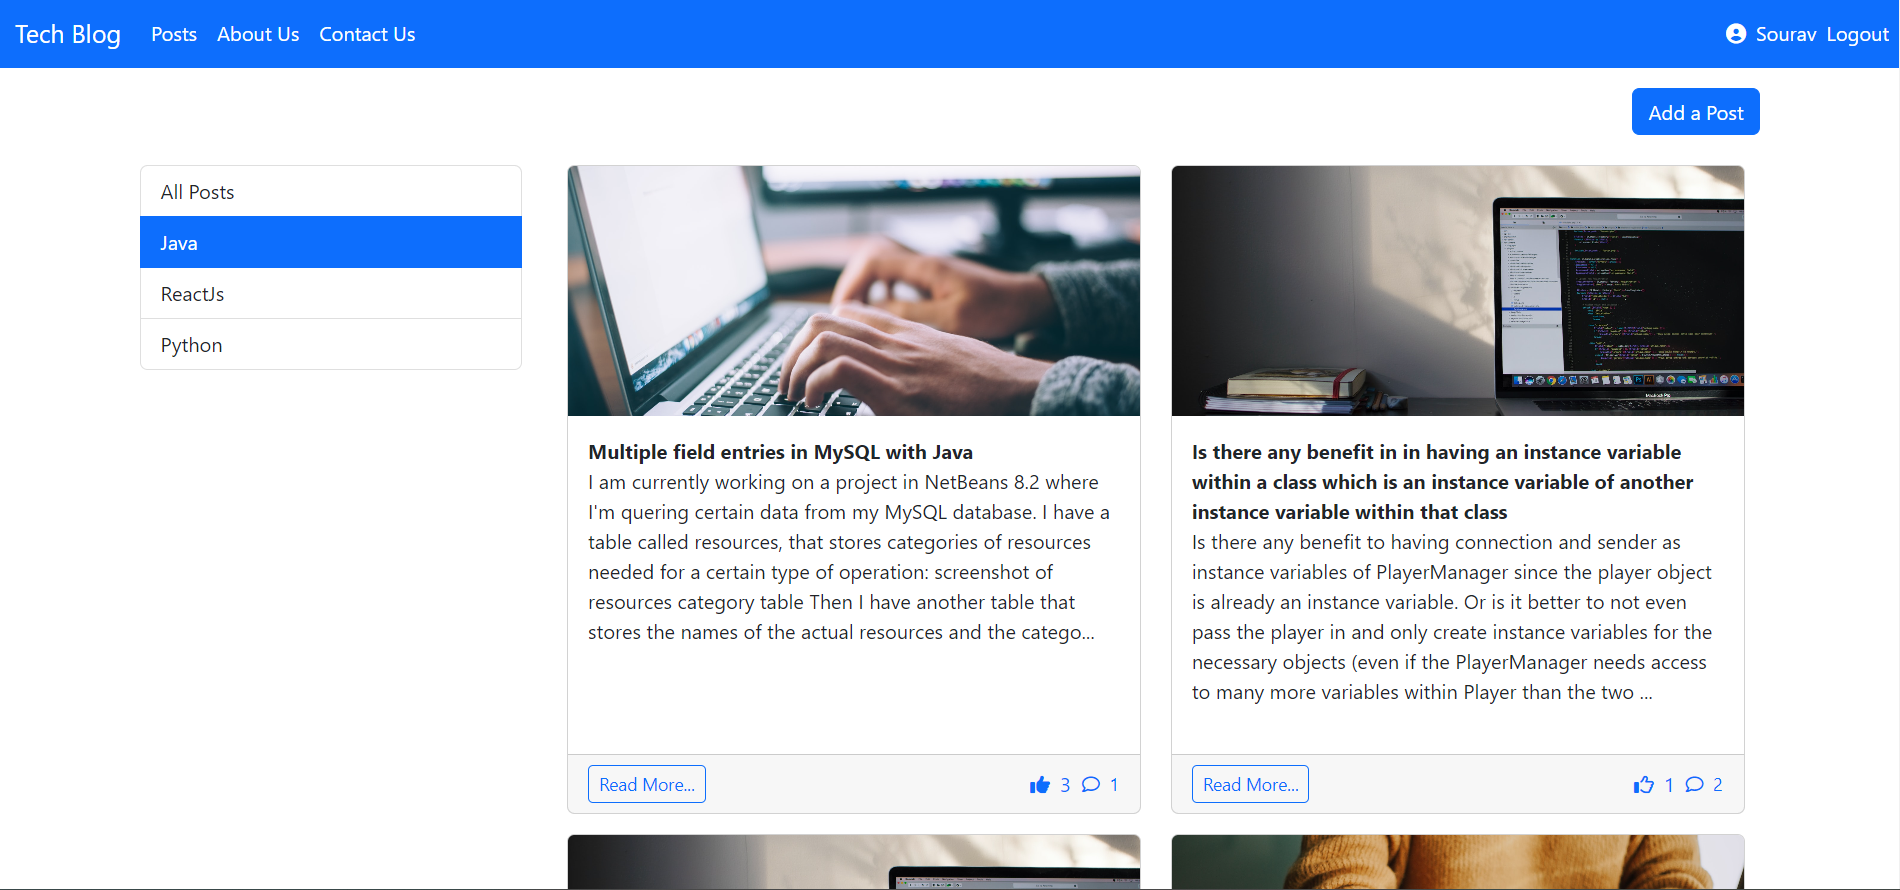 Tech Blog Posts About Us Contact Us Sourav Logout
Add a Post
All Posts
Java
ReactJs
Python
Multiple field entries in MySQL with Java
I am currently working on a project in NetBeans 8.2 where
I'm quering certain data from my MySQL database. I have a
table called resources, that stores categories of resources
needed for a certain type of operation: screenshot of
resources category table Then I have another table that
stores the names of the actual resources and the catego...
Read More...
3 1
MacBook Pro
Is there any benefit in in having an instance variable
within a class which is an instance variable of another
instance variable within that class
Is there any benefit to having connection and sender as
instance variables of PlayerManager since the player object
is already an instance variable. Or is it better to not even
pass the player in and only create instance variables for the
necessary objects (even if the PlayerManager needs access
to many more variables within Player than the two ...
Read More...
1 2